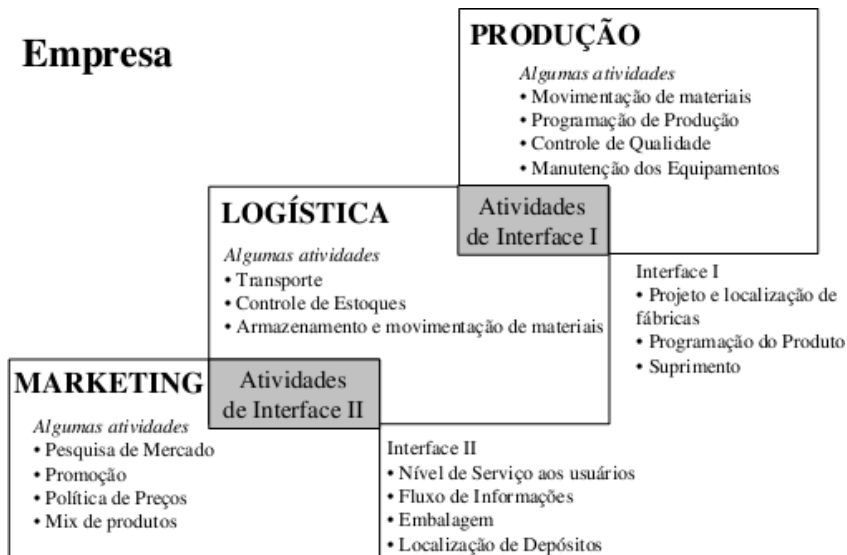 Empresa
PRODUÇÃO
Algumas atividades
• Movimentação de materiais
• Programação de Produção
• Controle de Qualidade
• Manutenção dos Equipamentos
Atividades
de Interface I
LOGÍSTICA
Algumas atividades
• Transporte
• Controle de Estoques
• Armazenamento e movimentação de materiais
Interface I
• Projeto e localização de
fábricas
• Programação do Produto
• Suprimento
MARKETING
Atividades
de Interface II
Algumas atividades
• Pesquisa de Mercado
• Promoção
• Política de Preços
• Mix de produtos
Interface II
• Nível de Serviço aos usuários
• Fluxo de Informações
• Embalagem
• Localização de Depósitos